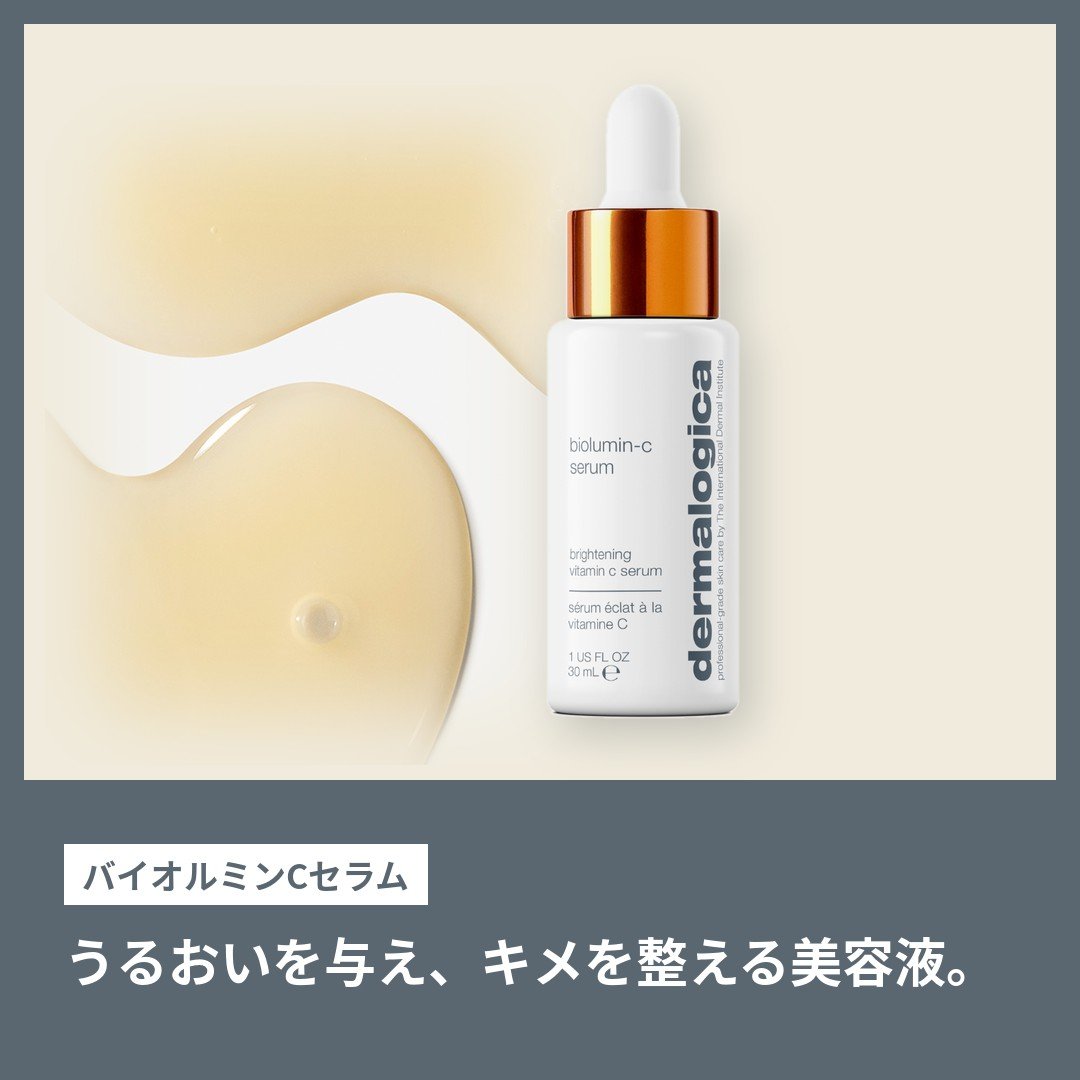 biolumin-c
serum
brightening
vitamin c serum
sérum éclat à la
vitamine C
1 US FL OZ
30 mL ℮
dermalogica
professional-grade skin care by The International Dermal Institute
バイオルミンCセラム
うるおいを与え、キメを整える美容液。